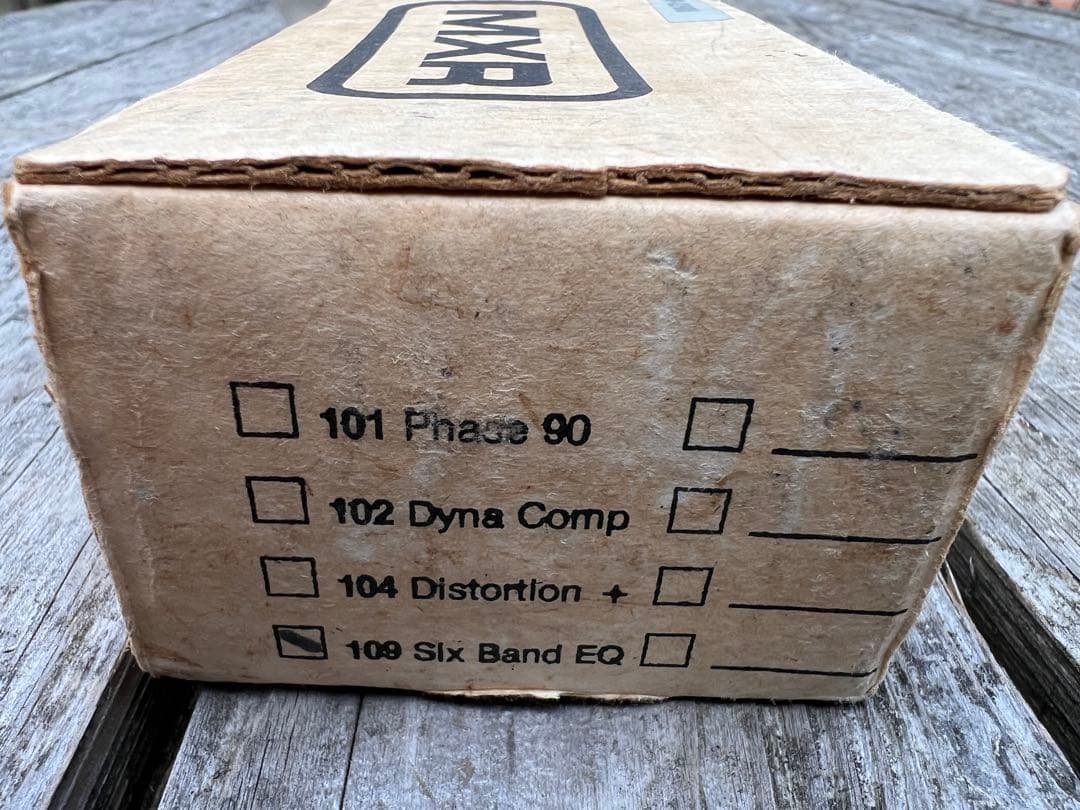 MXR
101 Phase 90
102 Dyna Comp
104 Distortion +
109 Six Band EQ